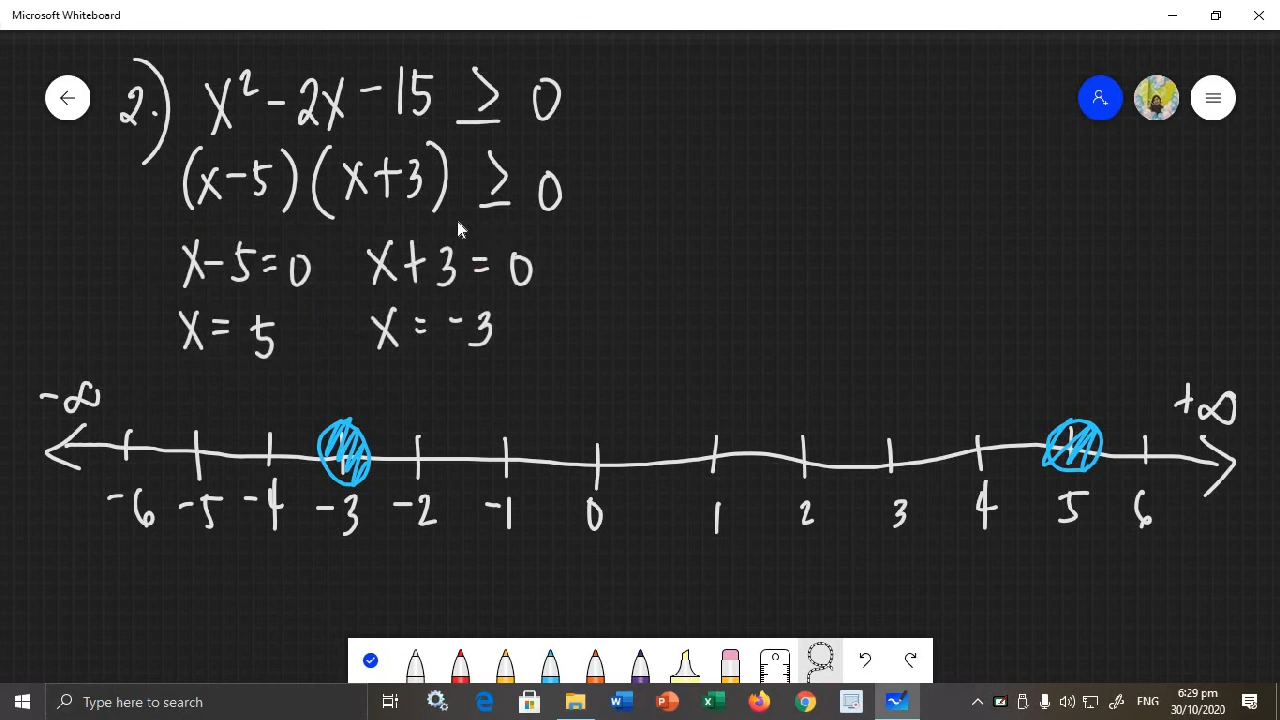 Microsoft Whiteboard
2.) x² - 2x - 15 ≥ 0
(x-5)(x+3) ≥ 0
x-5=0 x+3=0
x=5 x=-3
-∞ +∞
-6 -5 -4 -3 -2 -1 0 1 2 3 4 5 6
Type here to search
ENG
6:29 pm
30/10/2020